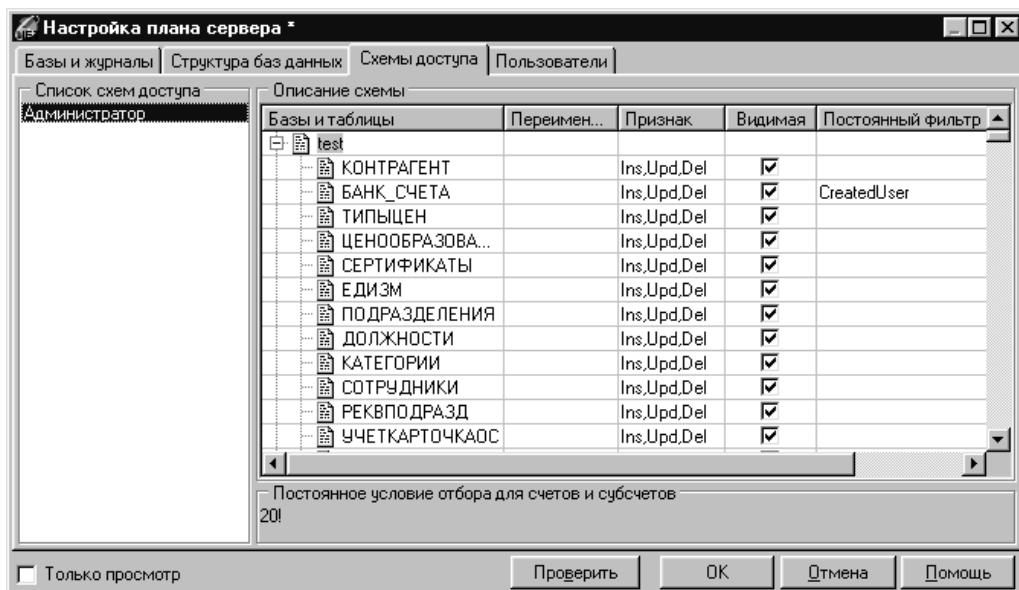 Настройка плана сервера *
Базы и журналы Структура баз данных Схемы доступа Пользователи
Список схем доступа Описание схемы
Администратор
Базы и таблицы Переимен... Признак Видимая Постоянный фильтр
test
КОНТРАГЕНТ Ins,Upd,Del
БАНК_СЧЕТА Ins,Upd,Del CreatedUser
ТИПЫЦЕН Ins,Upd,Del
ЦЕНООБРАЗОВА... Ins,Upd,Del
СЕРТИФИКАТЫ Ins,Upd,Del
ЕДИЗМ Ins,Upd,Del
ПОДРАЗДЕЛЕНИЯ Ins,Upd,Del
ДОЛЖНОСТИ Ins,Upd,Del
КАТЕГОРИИ Ins,Upd,Del
СОТРУДНИКИ Ins,Upd,Del
РЕКВПОДРАЗД Ins,Upd,Del
УЧЕТКАРТОЧКАОС Ins,Upd,Del
Постоянное условие отбора для счетов и субсчетов
20!
Только просмотр Проверить OK Отмена Помощь